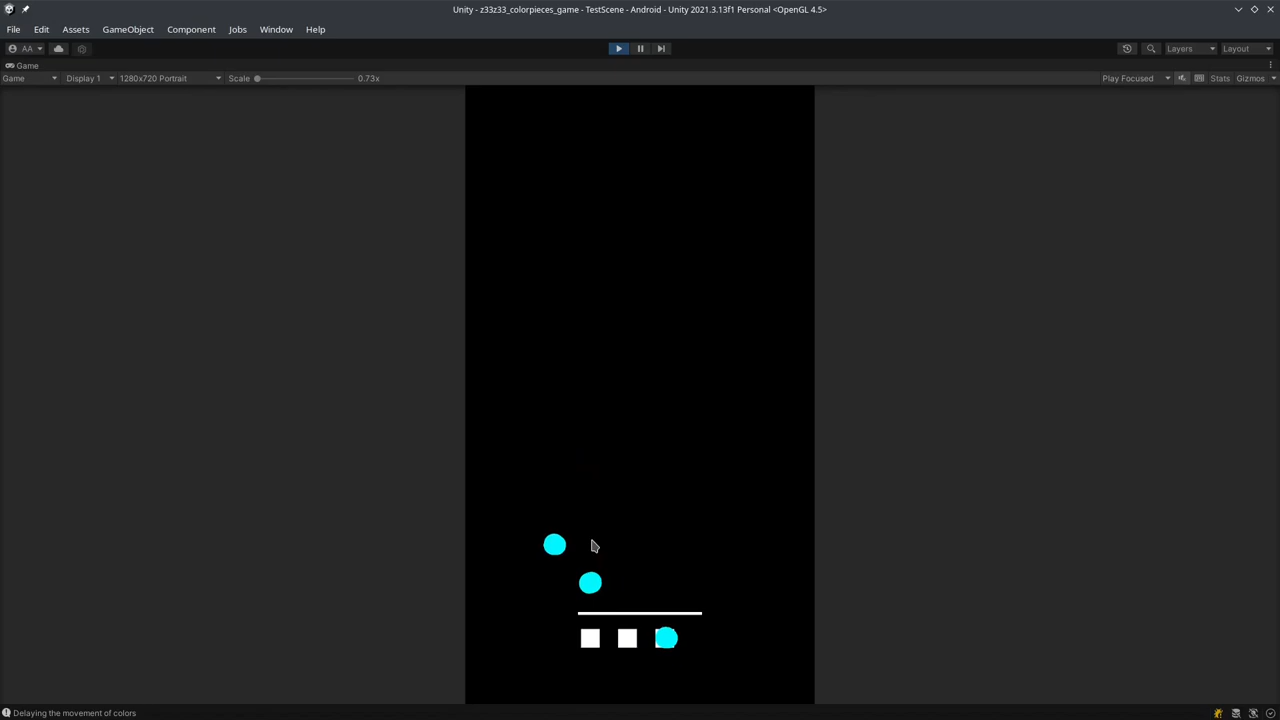 Unity - z33z33_colorpieces_game - TestScene - Android - Unity 2021.3.13f1 Personal <OpenGL 4.5>
File Edit Assets GameObject Component Jobs Window Help
AA Layers Layout
Game
Game Display 1 1280x720 Portrait Scale 0.73x Play Focused Stats Gizmos
Delaying the movement of colors